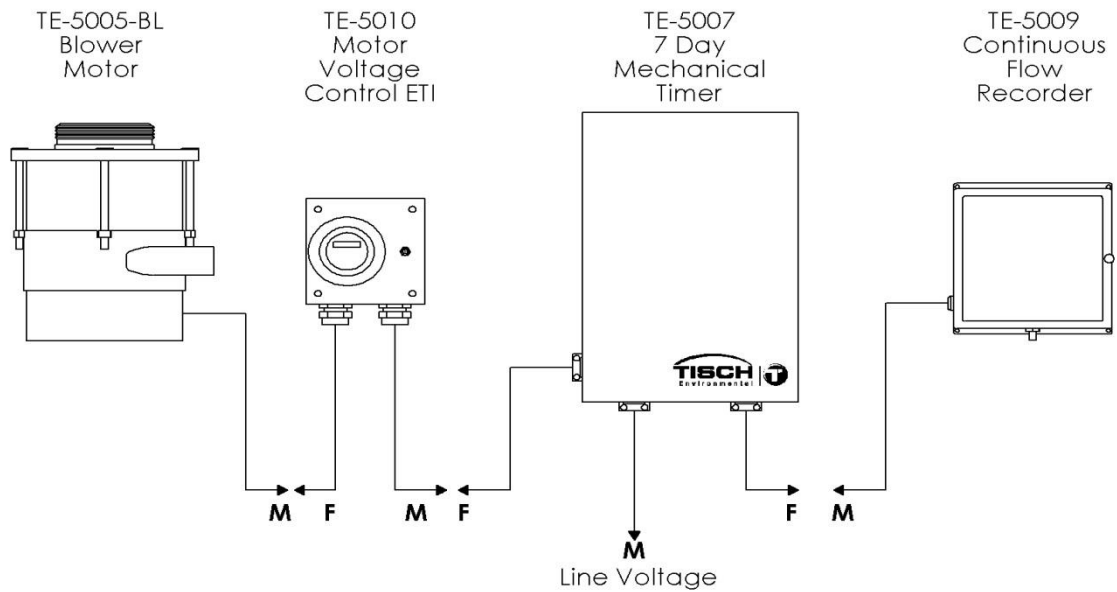 TE-5005-BL
Blower
Motor
TE-5010
Motor
Voltage
Control ETI
TE-5007
7 Day
Mechanical
Timer
TE-5009
Continuous
Flow
Recorder
TISCH
Environmental
M F
M F
F M
M
Line Voltage